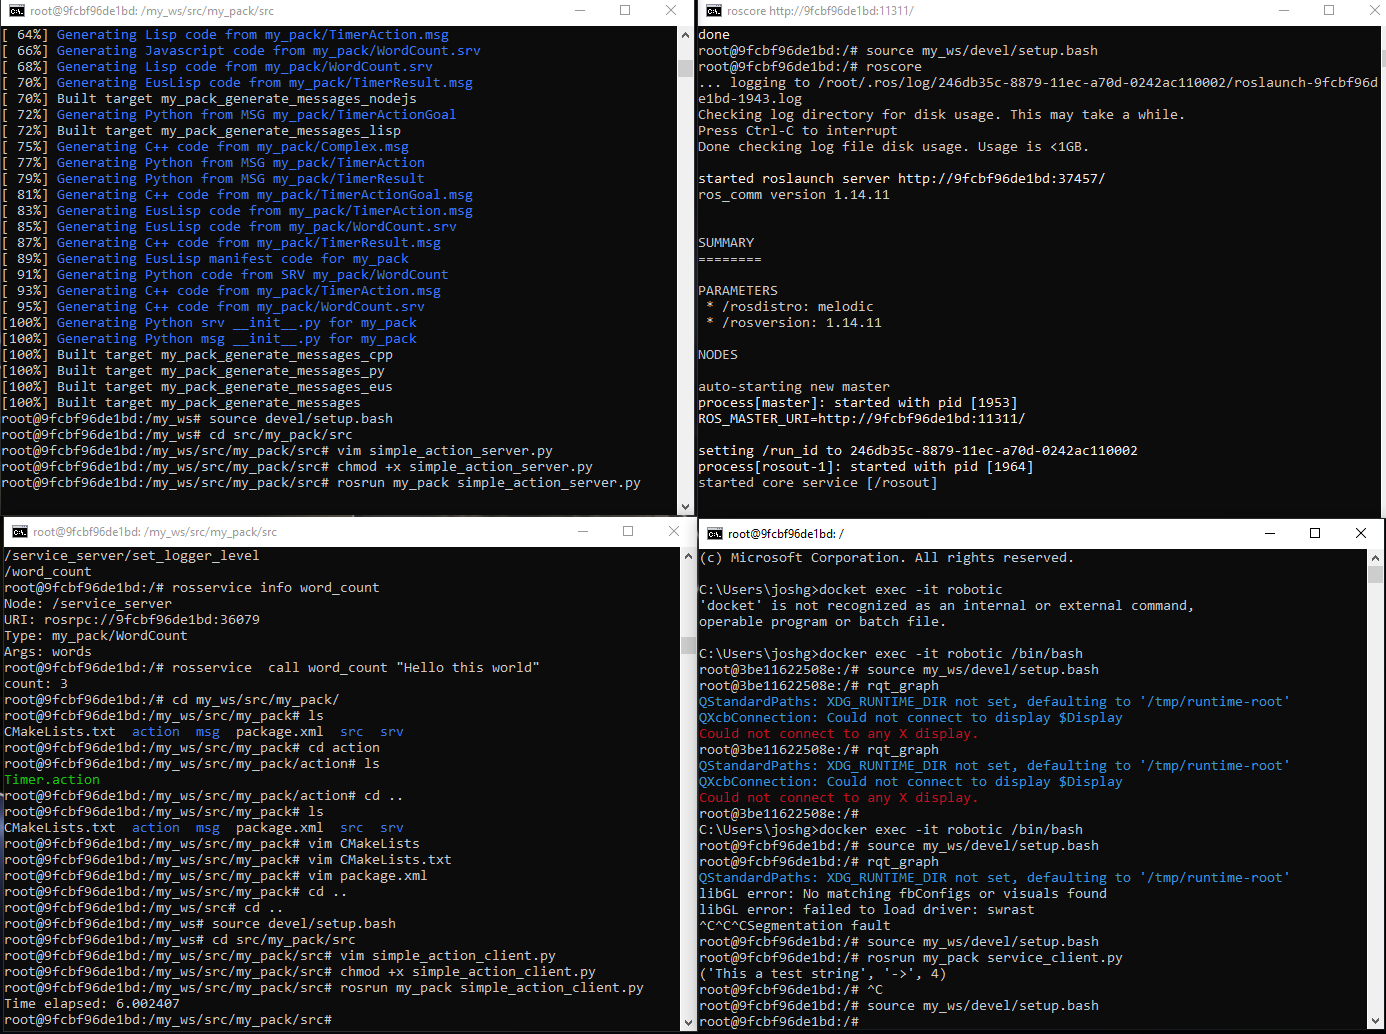 root@9fcbf96de1bd: /my_ws/src/my_pack/src
[ 64%] Generating Lisp code from my_pack/TimerAction.msg
[ 66%] Generating Javascript code from my_pack/WordCount.srv
[ 68%] Generating Lisp code from my_pack/WordCount.srv
[ 70%] Generating EusLisp code from my_pack/TimerResult.msg
[ 70%] Built target my_pack_generate_messages_nodejs
[ 72%] Generating Python from MSG my_pack/TimerActionGoal
[ 72%] Built target my_pack_generate_messages_lisp
[ 75%] Generating C++ code from my_pack/Complex.msg
[ 77%] Generating Python from MSG my_pack/TimerAction
[ 79%] Generating Python from MSG my_pack/TimerResult
[ 81%] Generating C++ code from my_pack/TimerActionGoal.msg
[ 83%] Generating EusLisp code from my_pack/TimerAction.msg
[ 85%] Generating EusLisp code from my_pack/WordCount.srv
[ 87%] Generating C++ code from my_pack/TimerResult.msg
[ 89%] Generating EusLisp manifest code for my_pack
[ 91%] Generating Python code from SRV my_pack/WordCount
[ 93%] Generating C++ code from my_pack/TimerAction.msg
[ 95%] Generating C++ code from my_pack/WordCount.srv
[100%] Generating Python srv __init__.py for my_pack
[100%] Generating Python msg __init__.py for my_pack
[100%] Built target my_pack_generate_messages_cpp
[100%] Built target my_pack_generate_messages_py
[100%] Built target my_pack_generate_messages_eus
[100%] Built target my_pack_generate_messages
root@9fcbf96de1bd:/my_ws# source devel/setup.bash
root@9fcbf96de1bd:/my_ws# cd src/my_pack/src
root@9fcbf96de1bd:/my_ws/src/my_pack/src# vim simple_action_server.py
root@9fcbf96de1bd:/my_ws/src/my_pack/src# chmod +x simple_action_server.py
root@9fcbf96de1bd:/my_ws/src/my_pack/src# rosrun my_pack simple_action_server.py
roscore http://9fcbf96de1bd:11311/
done
root@9fcbf96de1bd:/# source my_ws/devel/setup.bash
root@9fcbf96de1bd:/# roscore
... logging to /root/.ros/log/246db35c-8879-11ec-a70d-0242ac110002/roslaunch-9fcbf96d
e1bd-1943.log
Checking log directory for disk usage. This may take a while.
Press Ctrl-C to interrupt
Done checking log file disk usage. Usage is <1GB.
started roslaunch server http://9fcbf96de1bd:37457/
ros_comm version 1.14.11
SUMMARY
========
PARAMETERS
* /rosdistro: melodic
* /rosversion: 1.14.11
NODES
auto-starting new master
process[master]: started with pid [1953]
ROS_MASTER_URI=http://9fcbf96de1bd:11311/
setting /run_id to 246db35c-8879-11ec-a70d-0242ac110002
process[rosout-1]: started with pid [1964]
started core service [/rosout]
root@9fcbf96de1bd: /my_ws/src/my_pack/src
/service_server/set_logger_level
/word_count
root@9fcbf96de1bd:/# rosservice info word_count
Node: /service_server
URI: rosrpc://9fcbf96de1bd:36079
Type: my_pack/WordCount
Args: words
root@9fcbf96de1bd:/# rosservice  call word_count "Hello this world"
count: 3
root@9fcbf96de1bd:/# cd my_ws/src/my_pack/
root@9fcbf96de1bd:/my_ws/src/my_pack# ls
CMakeLists.txt  action  msg  package.xml  src  srv
root@9fcbf96de1bd:/my_ws/src/my_pack# cd action
root@9fcbf96de1bd:/my_ws/src/my_pack/action# ls
Timer.action
root@9fcbf96de1bd:/my_ws/src/my_pack/action# cd ..
root@9fcbf96de1bd:/my_ws/src/my_pack# ls
CMakeLists.txt  action  msg  package.xml  src  srv
root@9fcbf96de1bd:/my_ws/src/my_pack# vim CMakeLists
root@9fcbf96de1bd:/my_ws/src/my_pack# vim CMakeLists.txt
root@9fcbf96de1bd:/my_ws/src/my_pack# vim package.xml
root@9fcbf96de1bd:/my_ws/src/my_pack# cd ..
root@9fcbf96de1bd:/my_ws/src# cd ..
root@9fcbf96de1bd:/my_ws# source devel/setup.bash
root@9fcbf96de1bd:/my_ws# cd src/my_pack/src
root@9fcbf96de1bd:/my_ws/src/my_pack/src# vim simple_action_client.py
root@9fcbf96de1bd:/my_ws/src/my_pack/src# chmod +x simple_action_client.py
root@9fcbf96de1bd:/my_ws/src/my_pack/src# rosrun my_pack simple_action_client.py
Time elapsed: 6.002407
root@9fcbf96de1bd:/my_ws/src/my_pack/src#
root@9fcbf96de1bd: /
(c) Microsoft Corporation. All rights reserved.
C:\Users\joshg>docket exec -it robotic
'docket' is not recognized as an internal or external command,
operable program or batch file.
C:\Users\joshg>docker exec -it robotic /bin/bash
root@3be11622508e:/# source my_ws/devel/setup.bash
root@3be11622508e:/# rqt_graph
QStandardPaths: XDG_RUNTIME_DIR not set, defaulting to '/tmp/runtime-root'
QXcbConnection: Could not connect to display $Display
Could not connect to any X display.
root@3be11622508e:/# rqt_graph
QStandardPaths: XDG_RUNTIME_DIR not set, defaulting to '/tmp/runtime-root'
QXcbConnection: Could not connect to display $Display
Could not connect to any X display.
root@3be11622508e:/#
C:\Users\joshg>docker exec -it robotic /bin/bash
root@9fcbf96de1bd:/# source my_ws/devel/setup.bash
root@9fcbf96de1bd:/# rqt_graph
QStandardPaths: XDG_RUNTIME_DIR not set, defaulting to '/tmp/runtime-root'
libGL error: No matching fbConfigs or visuals found
libGL error: failed to load driver: swrast
^C^C^CSegmentation fault
root@9fcbf96de1bd:/# source my_ws/devel/setup.bash
root@9fcbf96de1bd:/# rosrun my_pack service_client.py
('This a test string', '->', 4)
root@9fcbf96de1bd:/# ^C
root@9fcbf96de1bd:/# source my_ws/devel/setup.bash
root@9fcbf96de1bd:/#